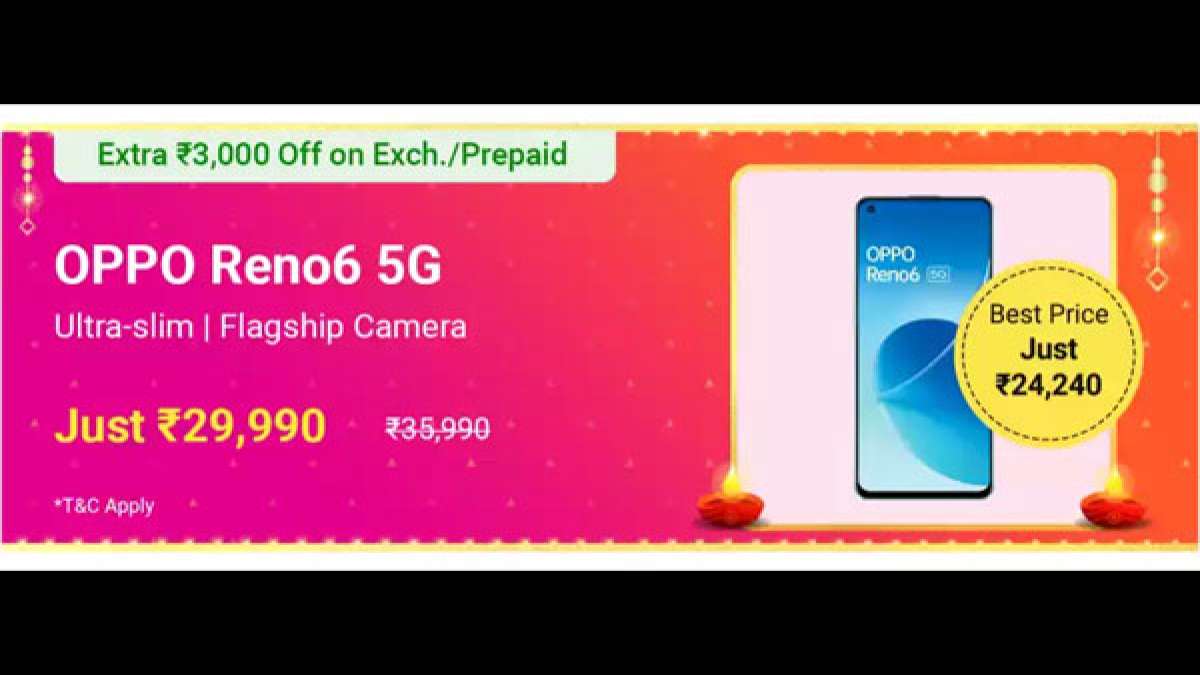 Extra ₹3,000 Off on Exch./Prepaid
OPPO Reno6 5G
Ultra-slim | Flagship Camera
Just ₹29,990 ₹35,990
*T&C Apply
OPPO
Reno6 5G
Best Price
Just
₹24,240